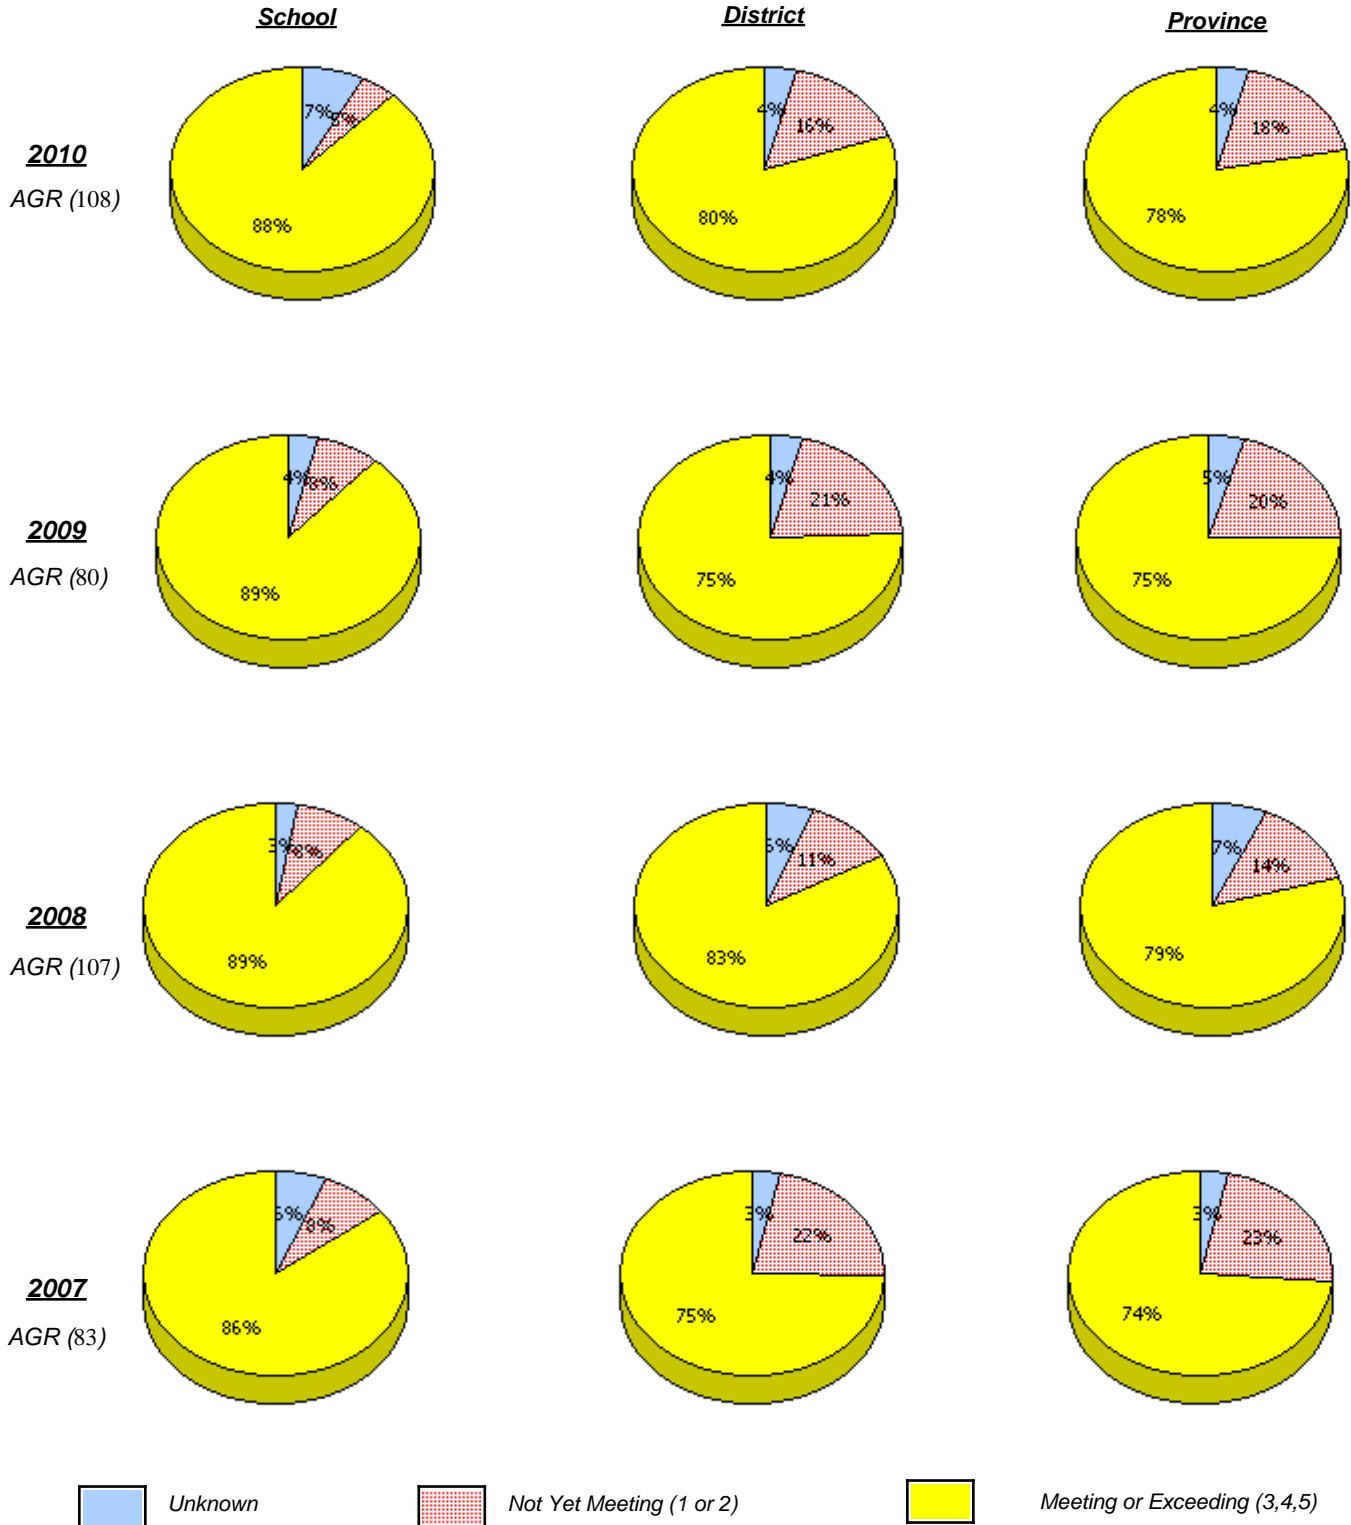 School District Province
2010
AGR (108)
7% 5% 88%
4% 16% 80%
4% 18% 78%
2009
AGR (80)
4% 8% 89%
4% 21% 75%
5% 20% 75%
2008
AGR (107)
3% 8% 89%
11% 83%
7% 14% 79%
2007
AGR (83)
8% 86%
3% 22% 75%
3% 23% 74%
Unknown Not Yet Meeting (1 or 2) Meeting or Exceeding (3,4,5)